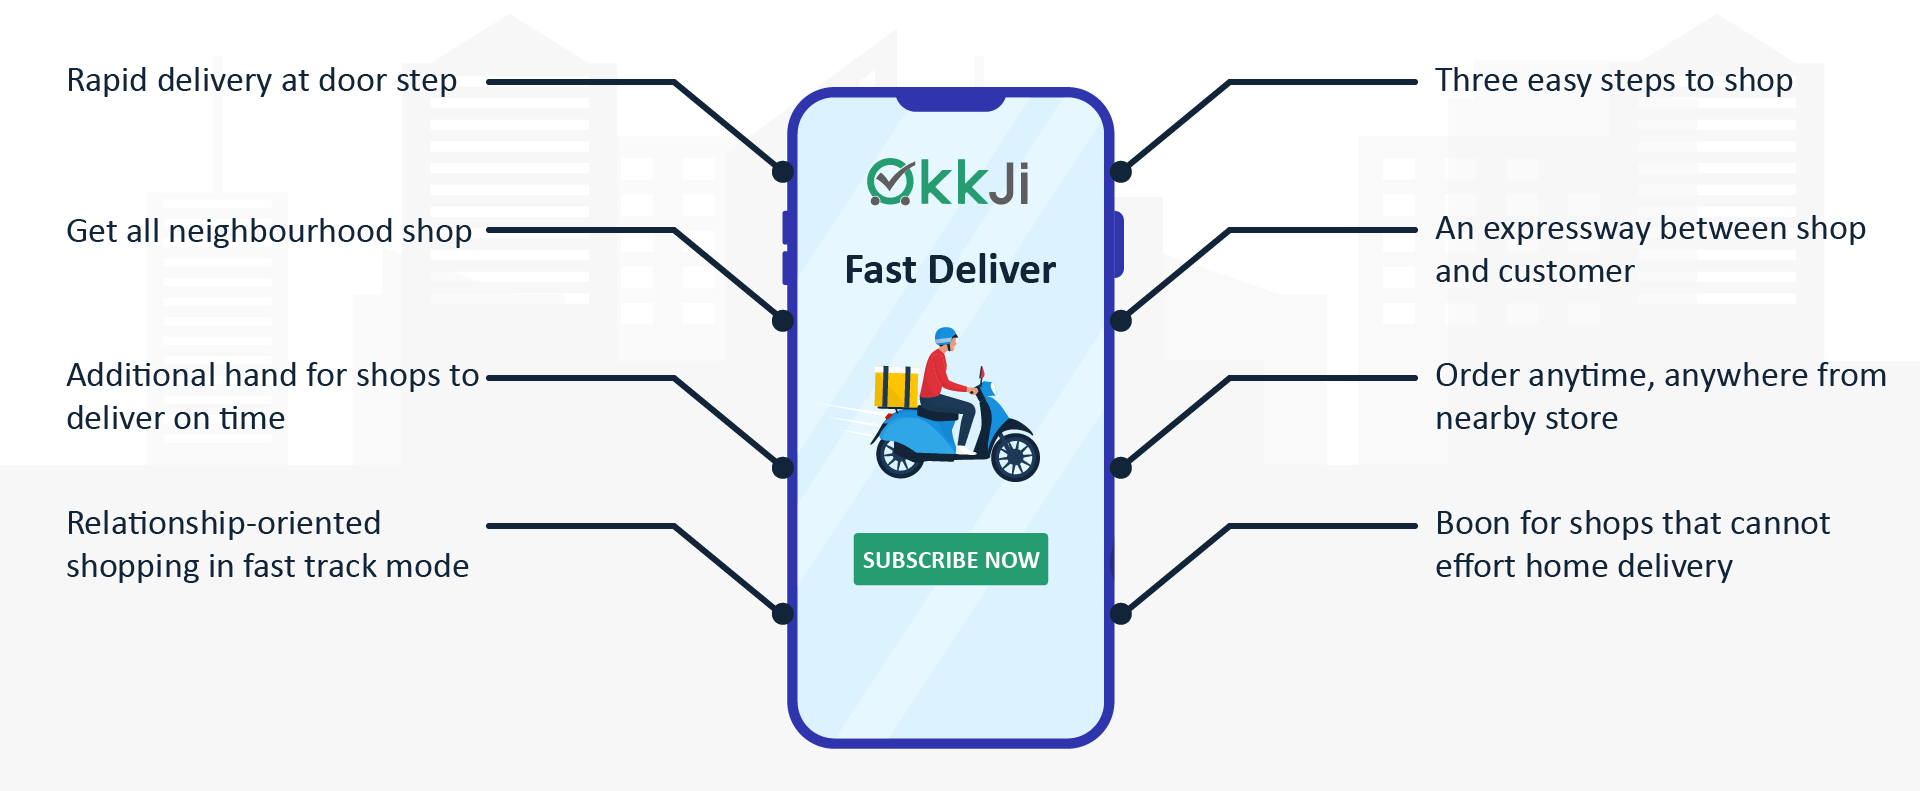 Rapid delivery at door step
Get all neighbourhood shop
Additional hand for shops to
deliver on time
Relationship-oriented
shopping in fast track mode
OkkJi
Fast Deliver
SUBSCRIBE NOW
Three easy steps to shop
An expressway between shop
and customer
Order anytime, anywhere from
nearby store
Boon for shops that cannot
effort home delivery